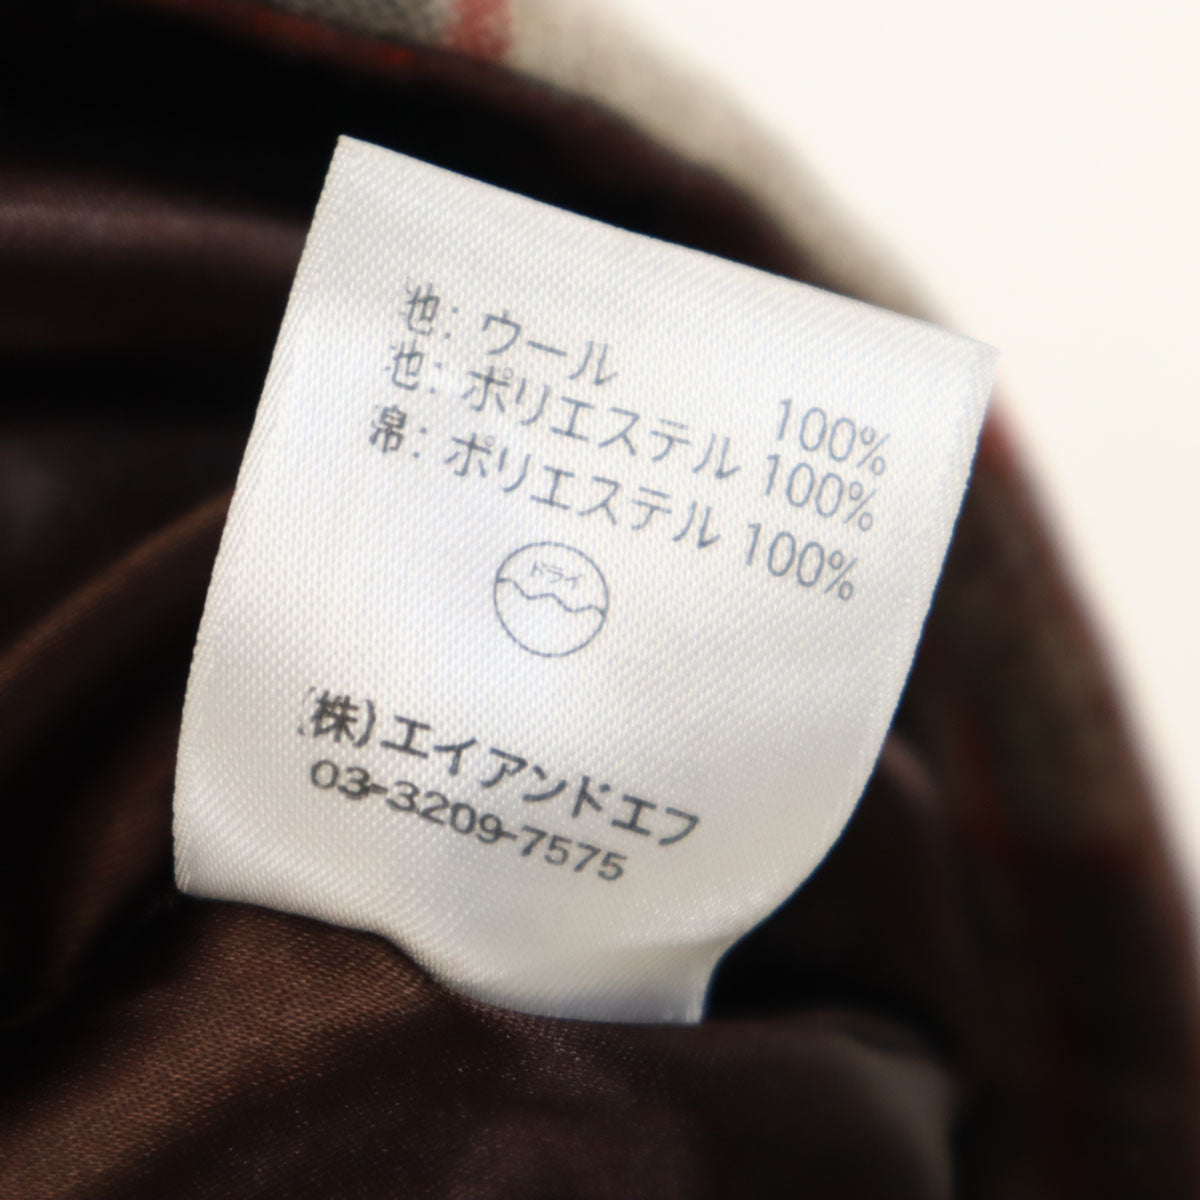 地: ウール 100%
地: ポリエステル 100%
帛: ポリエステル 100%
ドライ
(株)エイアンドエフ
03-3209-7575